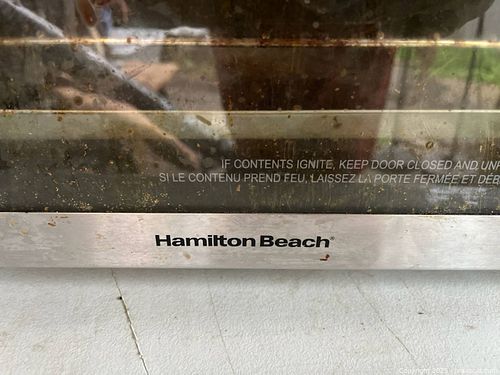 IF CONTENTS IGNITE, KEEP DOOR CLOSED AND
SI LE CONTENU PREND FEU, LAISSEZ LA PORTE FERMÉE ET
Hamilton Beach®